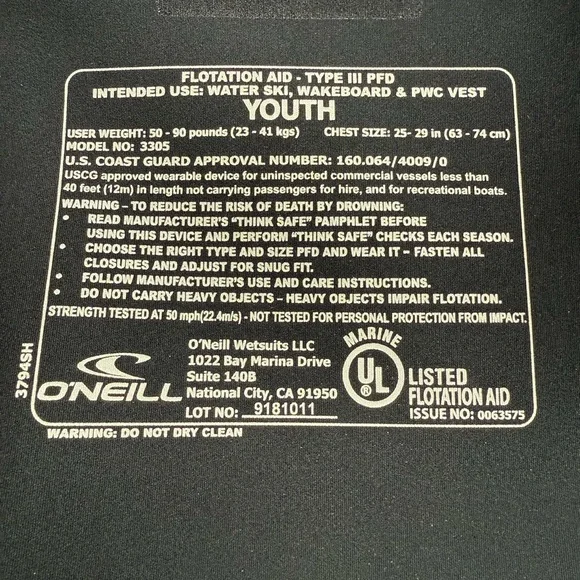 FLOTATION AID - TYPE III PFD
INTENDED USE: WATER SKI, WAKEBOARD & PWC VEST
YOUTH
USER WEIGHT: 50 - 90 pounds (23 - 41 kgs) CHEST SIZE: 25- 29 in (63 - 74 cm)
MODEL NO: 3305
U.S. COAST GUARD APPROVAL NUMBER: 160.064/4009/0
USCG approved wearable device for uninspected commercial vessels less than
40 feet (12m) in length not carrying passengers for hire, and for recreational boats.
WARNING – TO REDUCE THE RISK OF DEATH BY DROWNING:
• READ MANUFACTURER'S "THINK SAFE" PAMPHLET BEFORE
USING THIS DEVICE AND PERFORM "THINK SAFE" CHECKS EACH SEASON.
• CHOOSE THE RIGHT TYPE AND SIZE PFD AND WEAR IT – FASTEN ALL
CLOSURES AND ADJUST FOR SNUG FIT.
• FOLLOW MANUFACTURER'S USE AND CARE INSTRUCTIONS.
• DO NOT CARRY HEAVY OBJECTS – HEAVY OBJECTS IMPAIR FLOTATION.
STRENGTH TESTED AT 50 mph(22.4m/s) - NOT TESTED FOR PERSONAL PROTECTION FROM IMPACT.
3794SH
O'NEILL
O'Neill Wetsuits LLC
1022 Bay Marina Drive
Suite 140B
National City, CA 91950
LOT NO: 9181011
MARINE
UL
LISTED
FLOTATION AID
ISSUE NO: 0063575
WARNING: DO NOT DRY CLEAN